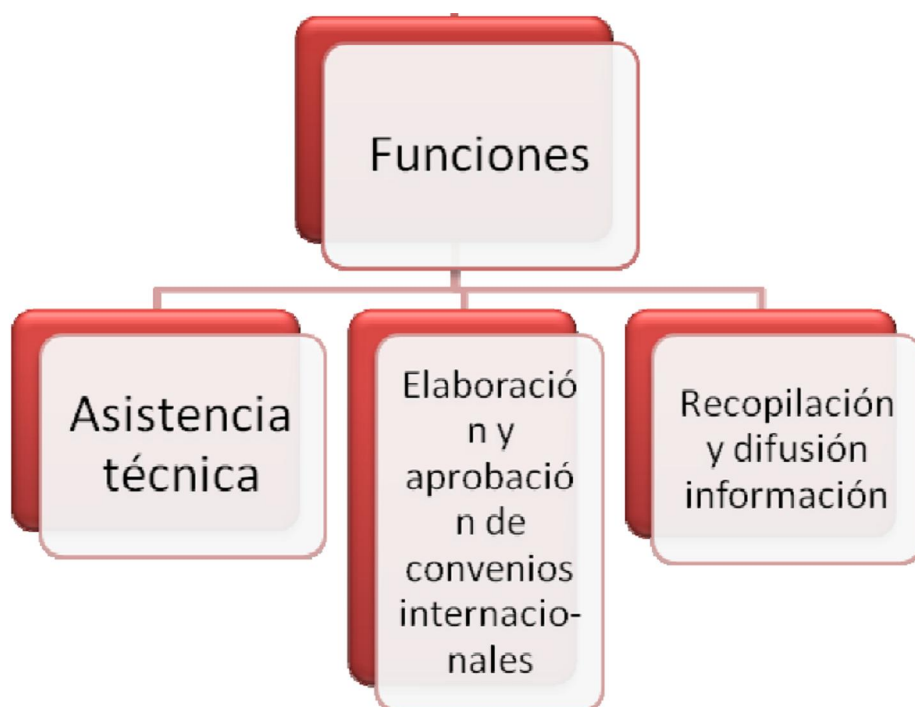 Funciones
Asistencia
técnica
Elaboració
n y
aprobació
n de
convenios
internacio-
nales
Recopilación
y difusión
información